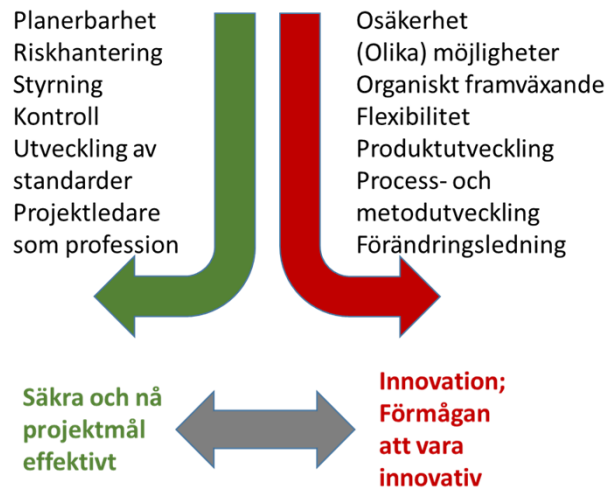 Planerbarhet
Riskhantering
Styrning
Kontroll
Utveckling av
standarder
Projektledare
som profession
Osäkerhet
(Olika) möjligheter
Organiskt framväxande
Flexibilitet
Produktutveckling
Process- och
metodutveckling
Förändringsledning
Säkra och nå
projektmål
effektivt
Innovation;
Förmågan
att vara
innovativ